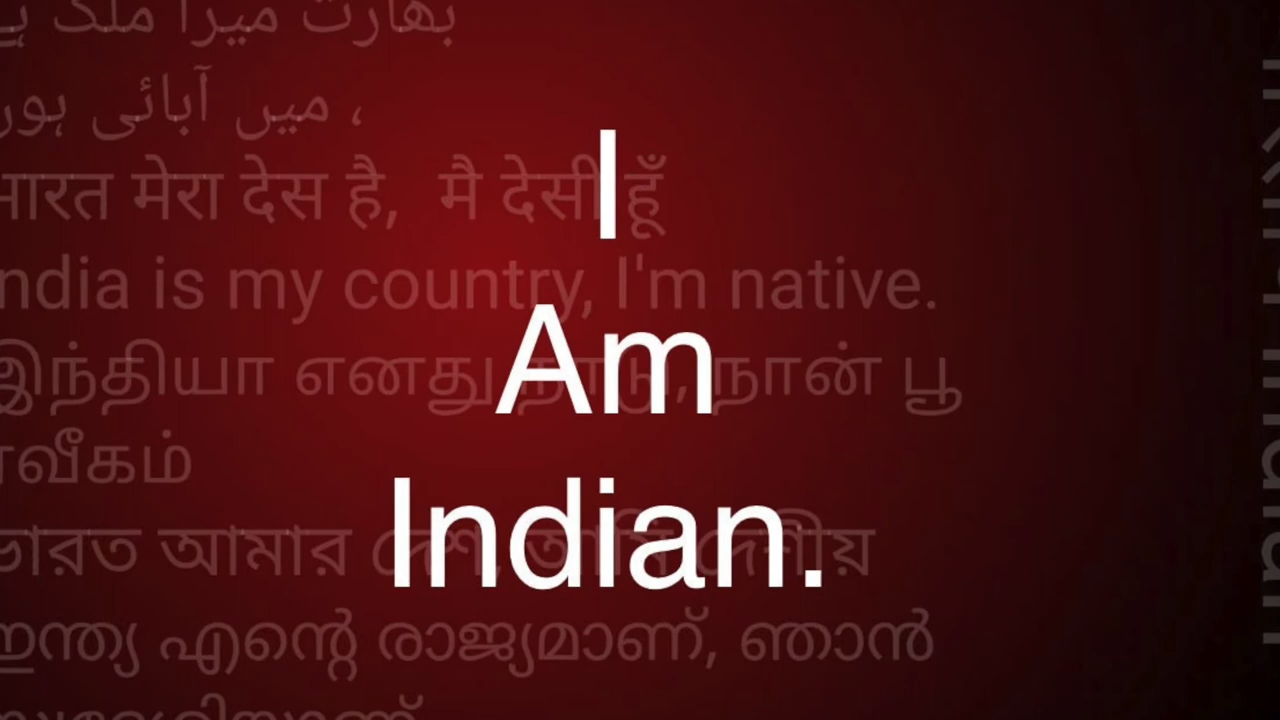 بھارت میرا ملک ہے
، میں آبائی ہوں
भारत मेरा देस है, मै देसी हूँ
India is my country, I'm native.
இந்தியா எனது நாடு, நான் பூ
ர்வீகம்
ভারত আমার দেশ, আমি দেশীয়
ഇന്ത്യ എന്റെ രാജ്യമാണ്, ഞാൻ
I
Am
Indian.